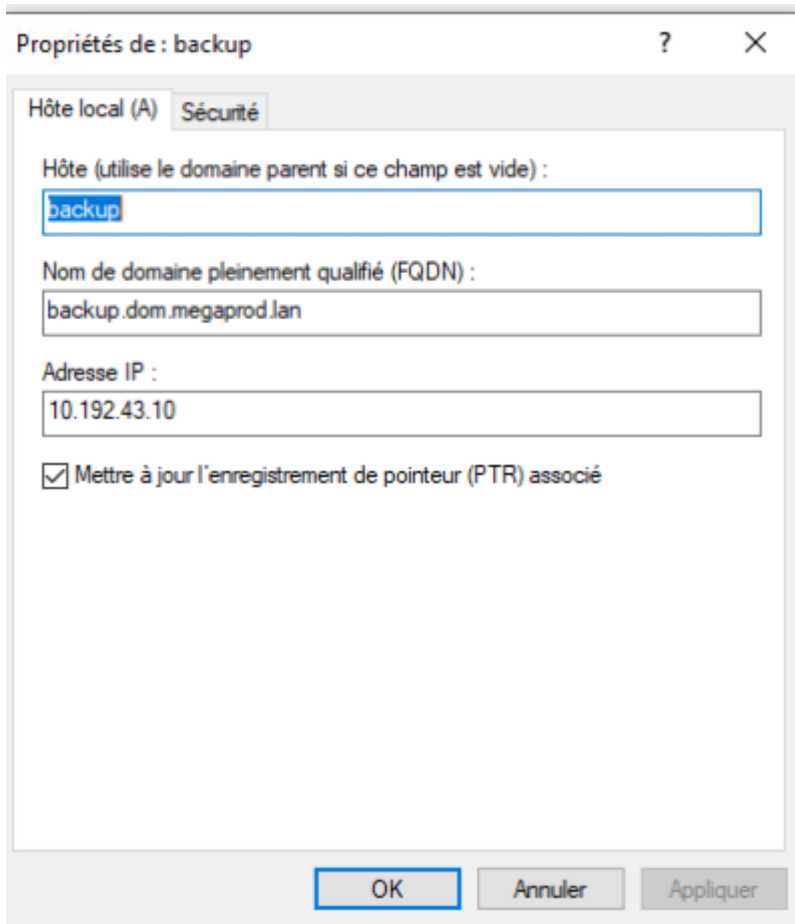 Propriétés de : backup ? ×
Hôte local (A) Sécurité
Hôte (utilise le domaine parent si ce champ est vide) :
backup
Nom de domaine pleinement qualifié (FQDN) :
backup.dom.megaprod.lan
Adresse IP :
10.192.43.10
Mettre à jour l'enregistrement de pointeur (PTR) associé
OK Annuler Appliquer